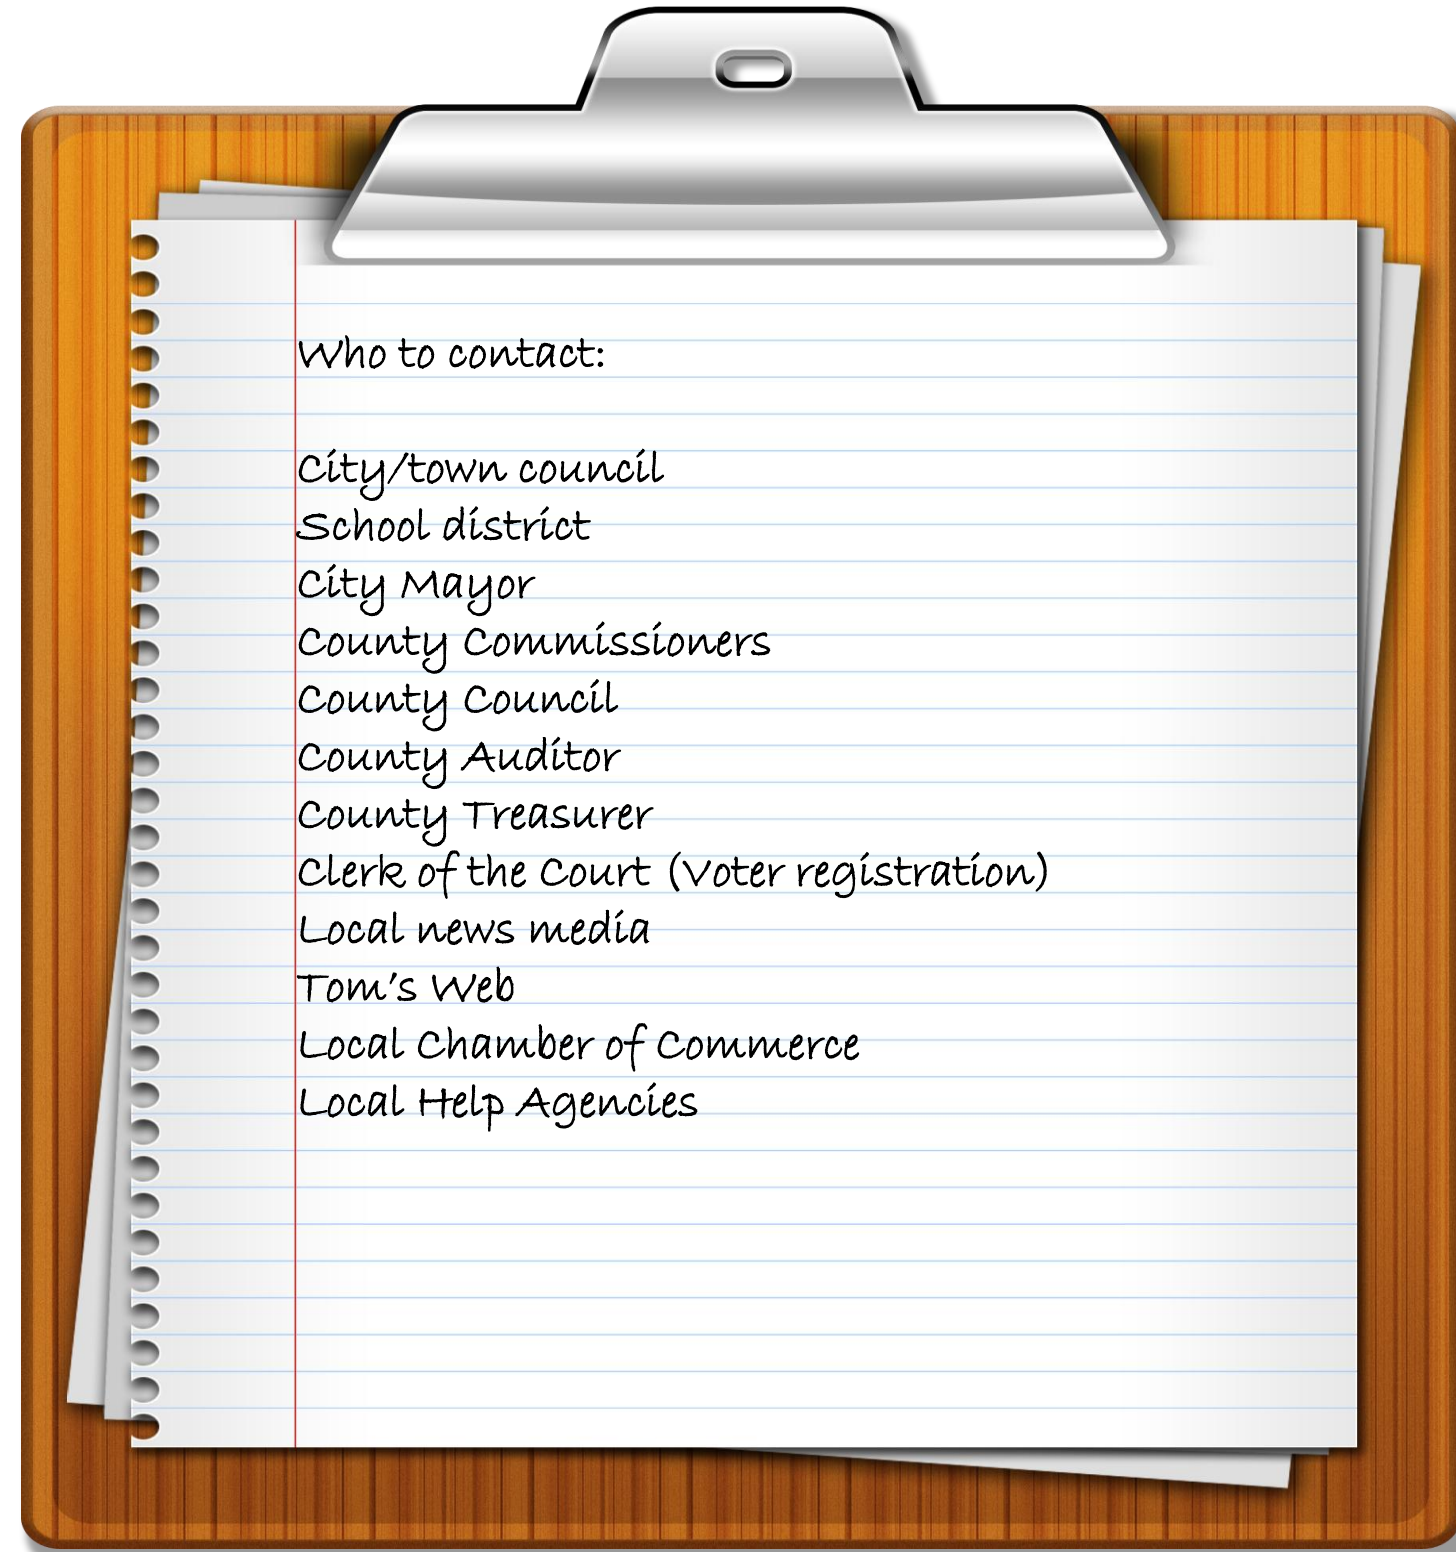 Who to contact:
City/town council
School district
City Mayor
County Commissioners
County Council
County Auditor
County Treasurer
Clerk of the Court (Voter registration)
Local news media
Tom's Web
Local Chamber of Commerce
Local Help Agencies